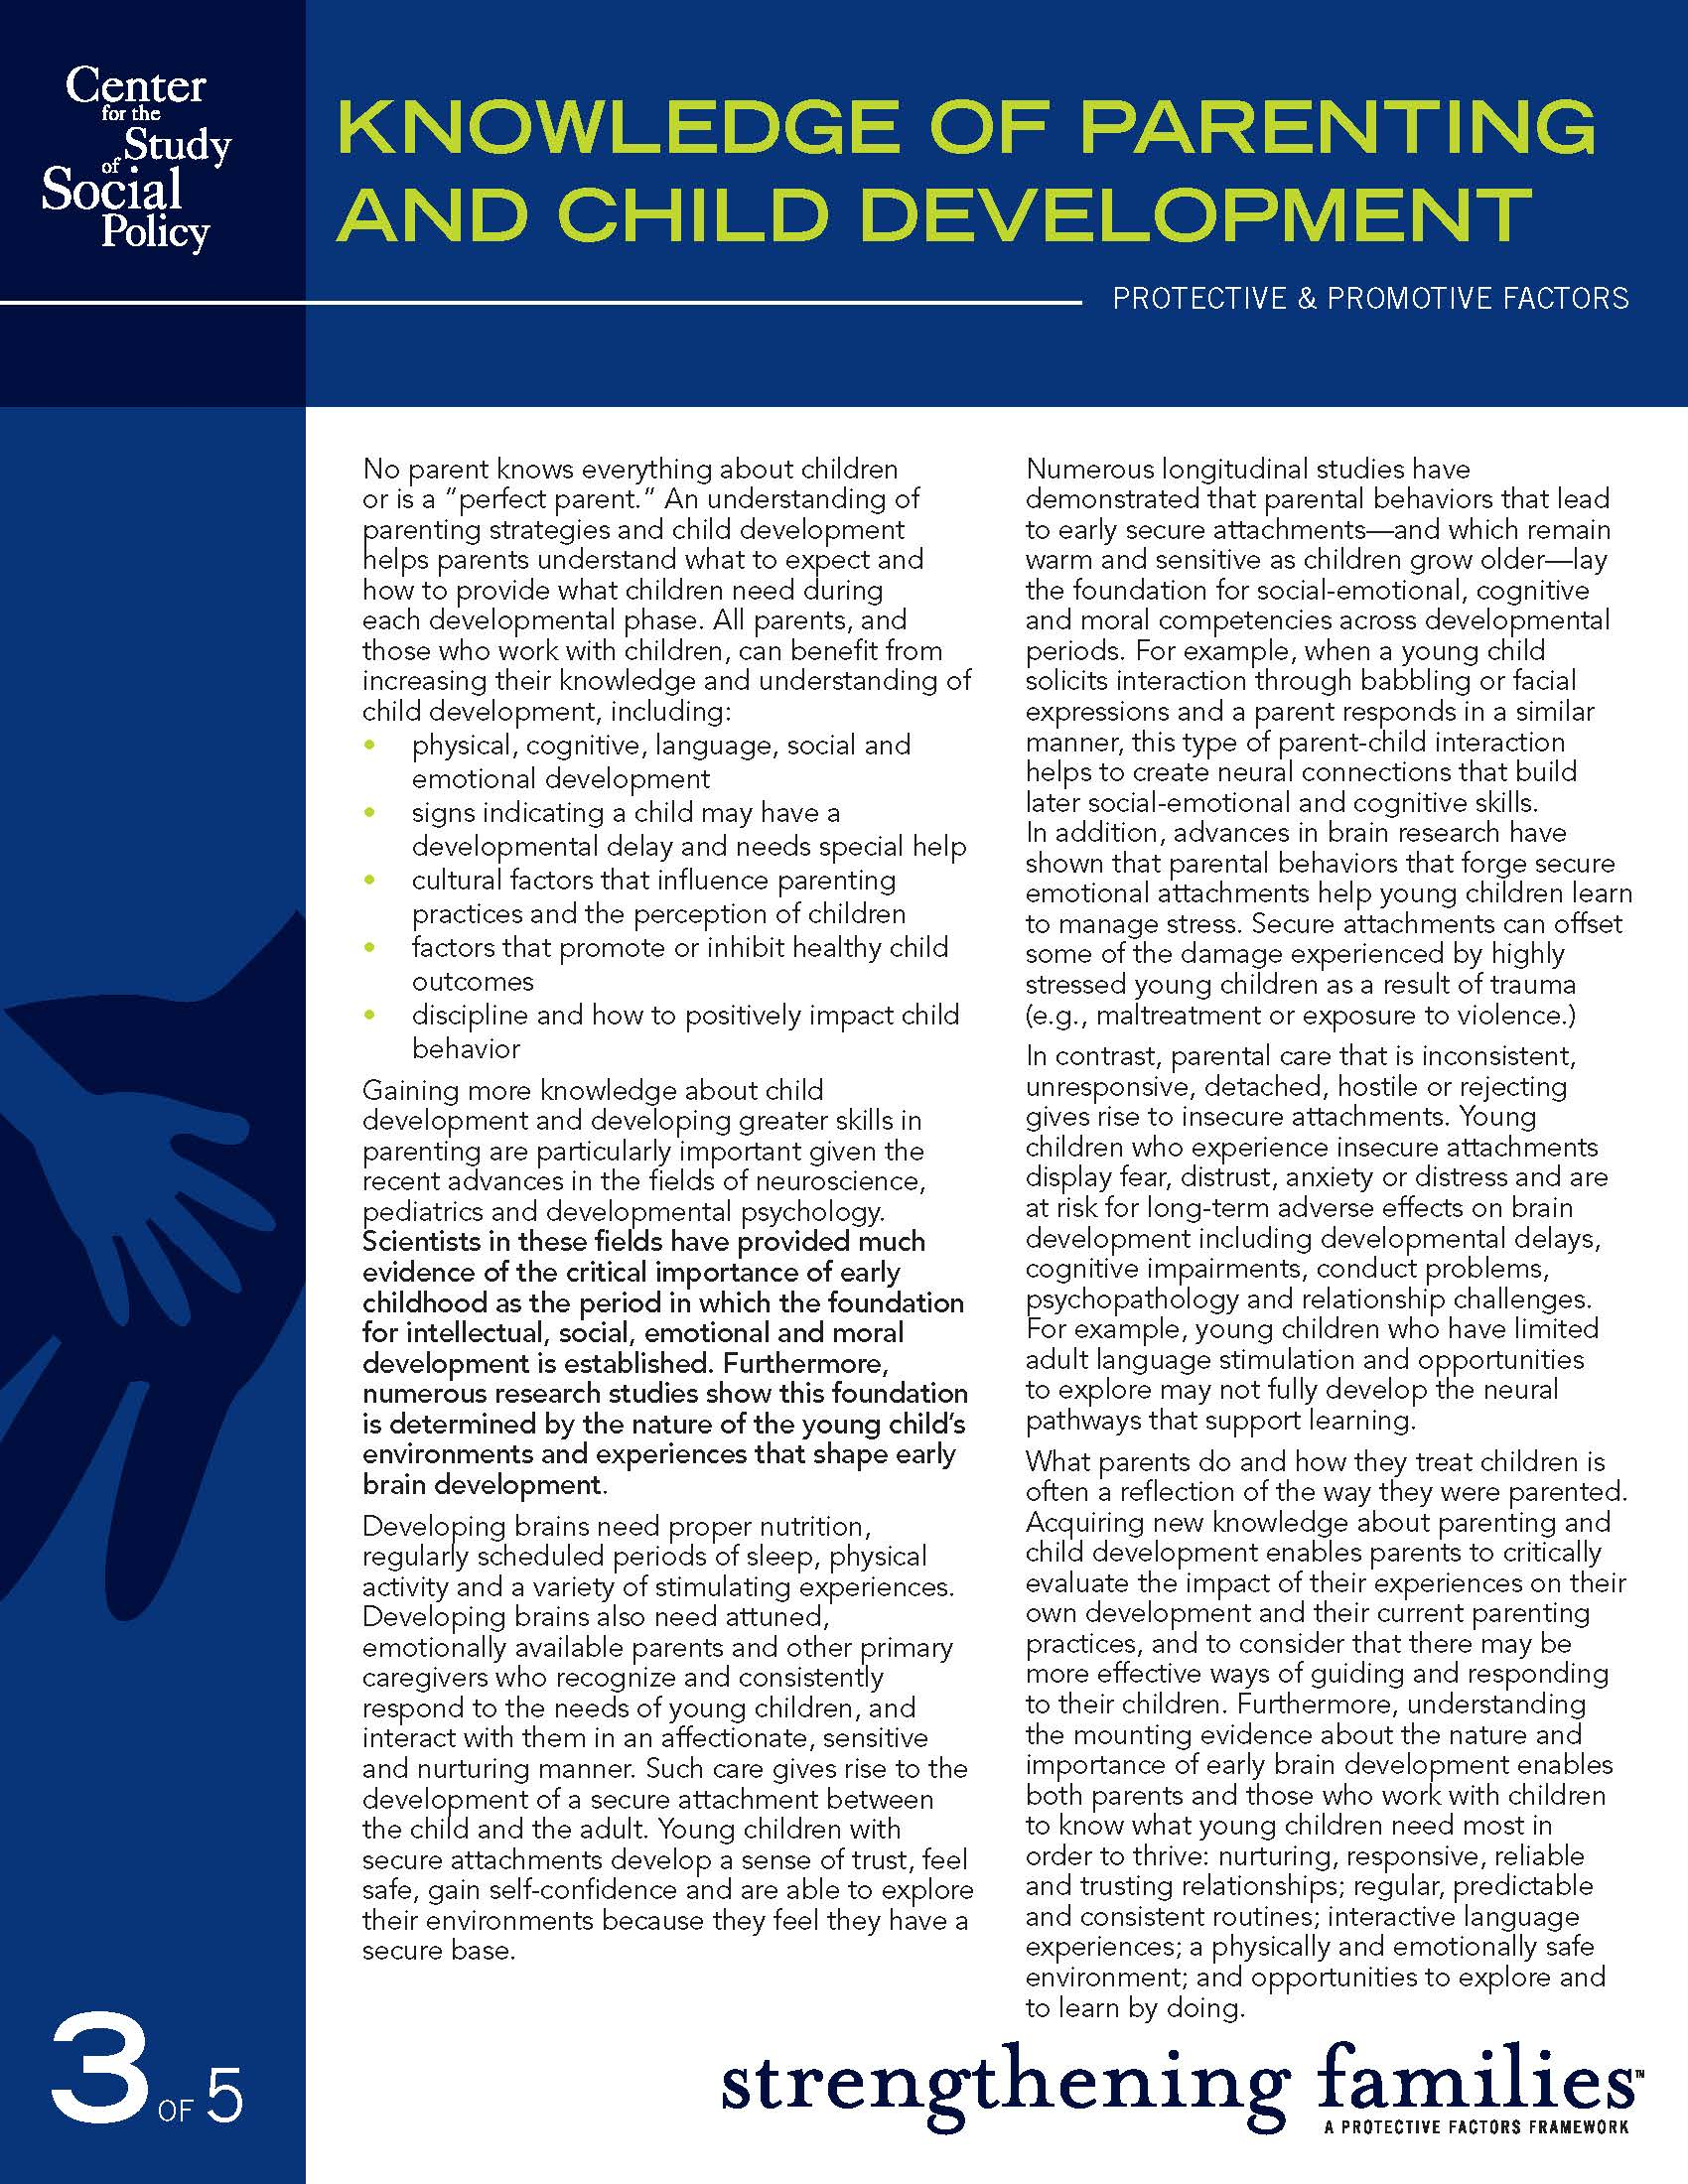 Center
for the
Study
of
Social
Policy
KNOWLEDGE OF PARENTING
AND CHILD DEVELOPMENT
PROTECTIVE & PROMOTIVE FACTORS
No parent knows everything about children
or is a “perfect parent.” An understanding of
parenting strategies and child development
helps parents understand what to expect and
how to provide what children need during
each developmental phase. All parents, and
those who work with children, can benefit from
increasing their knowledge and understanding of
child development, including:
• physical, cognitive, language, social and
emotional development
• signs indicating a child may have a
developmental delay and needs special help
• cultural factors that influence parenting
practices and the perception of children
• factors that promote or inhibit healthy child
outcomes
• discipline and how to positively impact child
behavior
Gaining more knowledge about child
development and developing greater skills in
parenting are particularly important given the
recent advances in the fields of neuroscience,
pediatrics and developmental psychology.
Scientists in these fields have provided much
evidence of the critical importance of early
childhood as the period in which the foundation
for intellectual, social, emotional and moral
development is established. Furthermore,
numerous research studies show this foundation
is determined by the nature of the young child’s
environments and experiences that shape early
brain development.
Developing brains need proper nutrition,
regularly scheduled periods of sleep, physical
activity and a variety of stimulating experiences.
Developing brains also need attuned,
emotionally available parents and other primary
caregivers who recognize and consistently
respond to the needs of young children, and
interact with them in an affectionate, sensitive
and nurturing manner. Such care gives rise to the
development of a secure attachment between
the child and the adult. Young children with
secure attachments develop a sense of trust, feel
safe, gain self-confidence and are able to explore
their environments because they feel they have a
secure base.
Numerous longitudinal studies have
demonstrated that parental behaviors that lead
to early secure attachments—and which remain
warm and sensitive as children grow older—lay
the foundation for social-emotional, cognitive
and moral competencies across developmental
periods. For example, when a young child
solicits interaction through babbling or facial
expressions and a parent responds in a similar
manner, this type of parent-child interaction
helps to create neural connections that build
later social-emotional and cognitive skills.
In addition, advances in brain research have
shown that parental behaviors that forge secure
emotional attachments help young children learn
to manage stress. Secure attachments can offset
some of the damage experienced by highly
stressed young children as a result of trauma
(e.g., maltreatment or exposure to violence.)
In contrast, parental care that is inconsistent,
unresponsive, detached, hostile or rejecting
gives rise to insecure attachments. Young
children who experience insecure attachments
display fear, distrust, anxiety or distress and are
at risk for long-term adverse effects on brain
development including developmental delays,
cognitive impairments, conduct problems,
psychopathology and relationship challenges.
For example, young children who have limited
adult language stimulation and opportunities
to explore may not fully develop the neural
pathways that support learning.
What parents do and how they treat children is
often a reflection of the way they were parented.
Acquiring new knowledge about parenting and
child development enables parents to critically
evaluate the impact of their experiences on their
own development and their current parenting
practices, and to consider that there may be
more effective ways of guiding and responding
to their children. Furthermore, understanding
the mounting evidence about the nature and
importance of early brain development enables
both parents and those who work with children
to know what young children need most in
order to thrive: nurturing, responsive, reliable
and trusting relationships; regular, predictable
and consistent routines; interactive language
experiences; a physically and emotionally safe
environment; and opportunities to explore and
to learn by doing.
3 OF 5
strengthening families™
A PROTECTIVE FACTORS FRAMEWORK